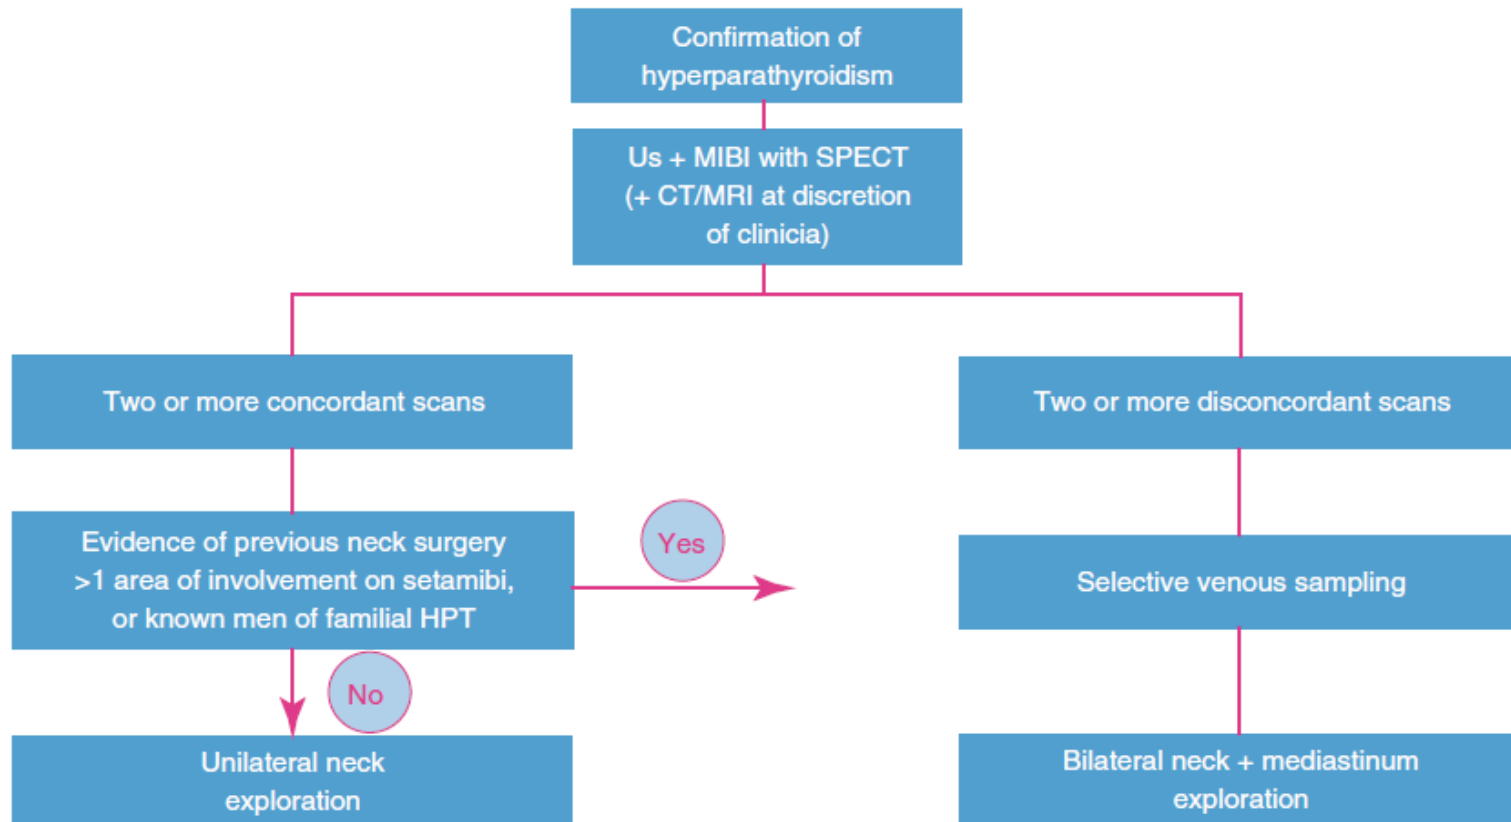 Confirmation of
hyperparathyroidism
Us + MIBI with SPECT
(+ CT/MRI at discretion
of clinicia)
Two or more concordant scans
Two or more disconcordant scans
Evidence of previous neck surgery
>1 area of involvement on setamibi,
or known men of familial HPT
Yes
Selective venous sampling
No
Unilateral neck
exploration
Bilateral neck + mediastinum
exploration